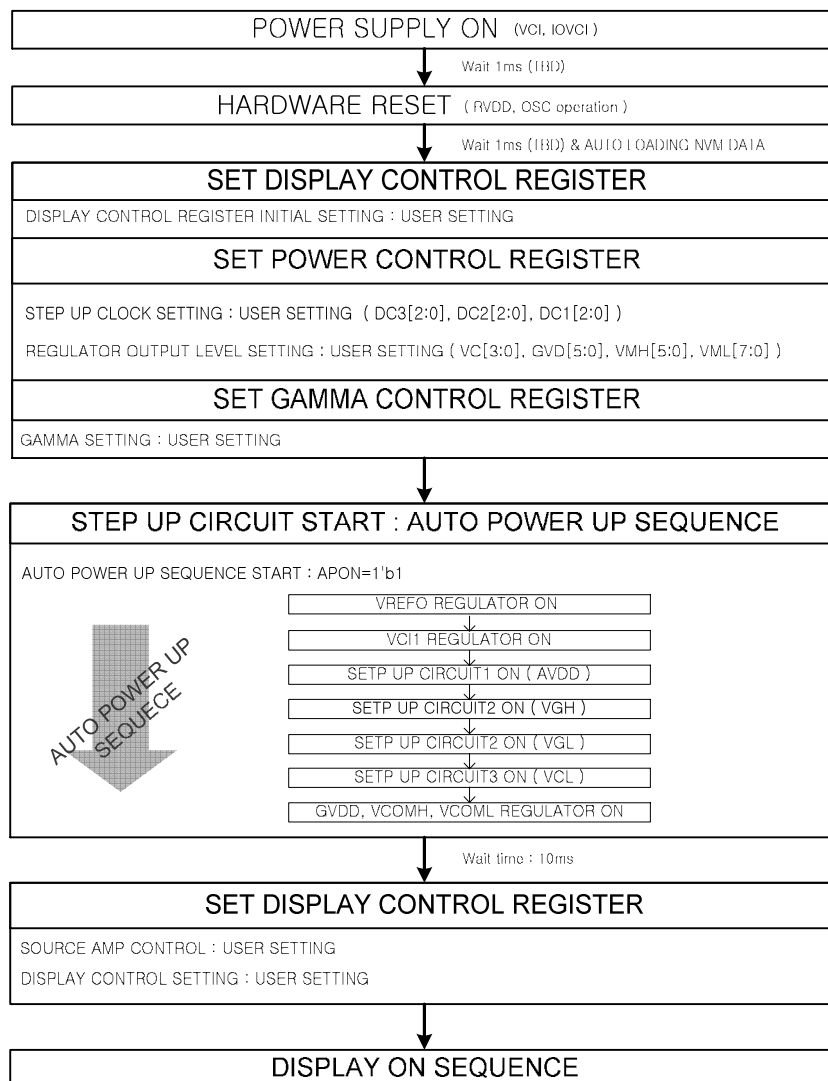 POWER SUPPLY ON (VCI, IOVCI )
Wait 1ms (TBD)
HARDWARE RESET ( RVDD, OSC operation )
Wait 1ms (TBD) & AUTO LOADING NVM DATA
SET DISPLAY CONTROL REGISTER
DISPLAY CONTROL REGISTER INITIAL SETTING : USER SETTING
SET POWER CONTROL REGISTER
STEP UP CLOCK SETTING : USER SETTING ( DC3[2:0], DC2[2:0], DC1[2:0] )
REGULATOR OUTPUT LEVEL SETTING : USER SETTING ( VC[3:0], GVD[5:0], VMH[5:0], VML[7:0] )
SET GAMMA CONTROL REGISTER
GAMMA SETTING : USER SETTING
STEP UP CIRCUIT START : AUTO POWER UP SEQUENCE
AUTO POWER UP SEQUENCE START : APON=1'b1
AUTO POWER UP
SEQUECE
VREFO REGULATOR ON
VCI1 REGULATOR ON
SETP UP CIRCUIT1 ON ( AVDD )
SETP UP CIRCUIT2 ON ( VGH )
SETP UP CIRCUIT2 ON ( VGL )
SETP UP CIRCUIT3 ON ( VCL )
GVDD, VCOMH, VCOML REGULATOR ON
Wait time : 10ms
SET DISPLAY CONTROL REGISTER
SOURCE AMP CONTROL : USER SETTING
DISPLAY CONTROL SETTING : USER SETTING
DISPLAY ON SEQUENCE